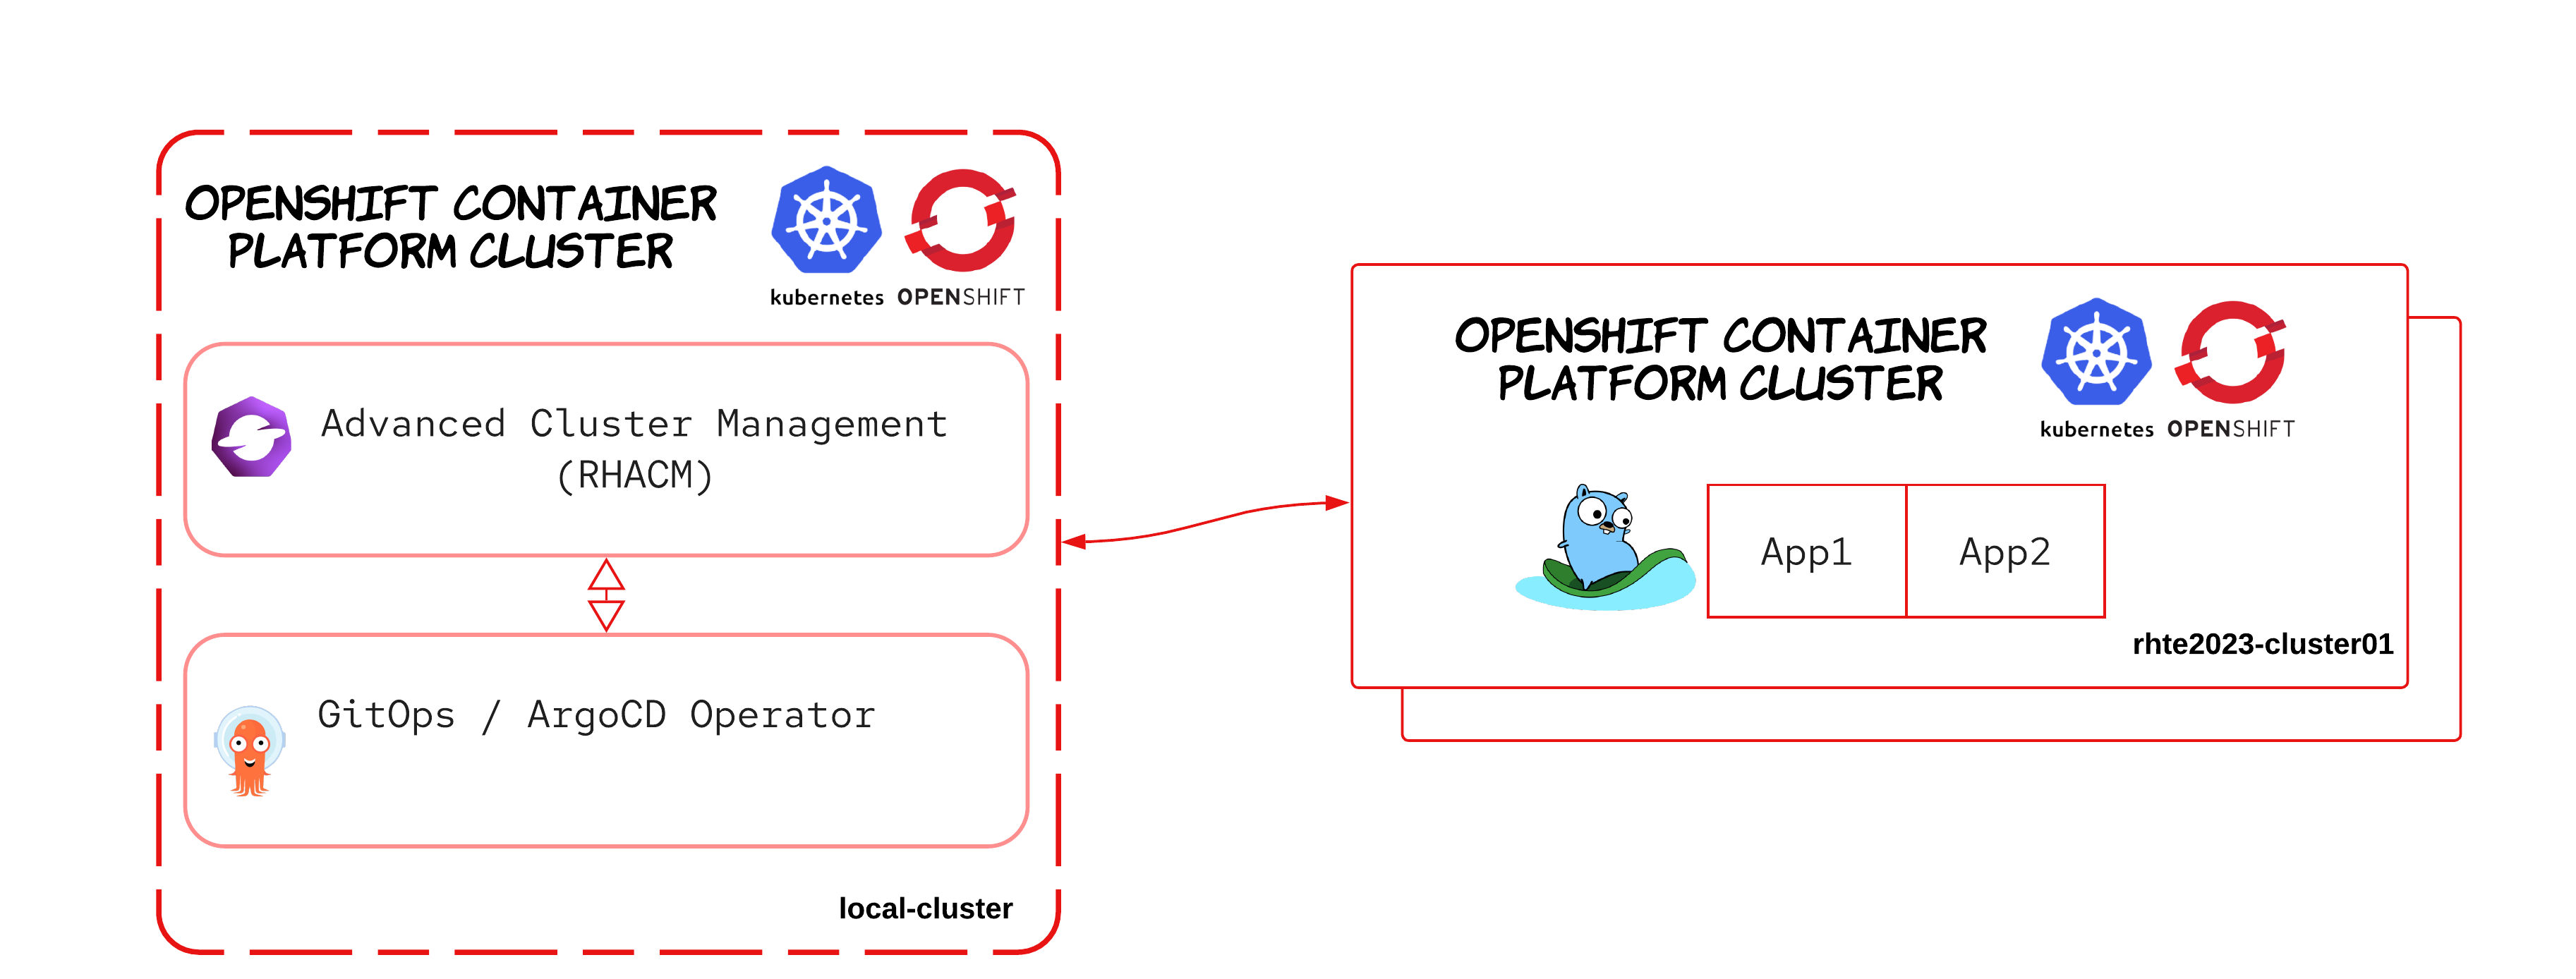 OPENSHIFT CONTAINER
PLATFORM CLUSTER
kubernetes OPENSHIFT
Advanced Cluster Management
(RHACM)
GitOps / ArgoCD Operator
local-cluster
OPENSHIFT CONTAINER
PLATFORM CLUSTER
kubernetes OPENSHIFT
App1
App2
rhte2023-cluster01